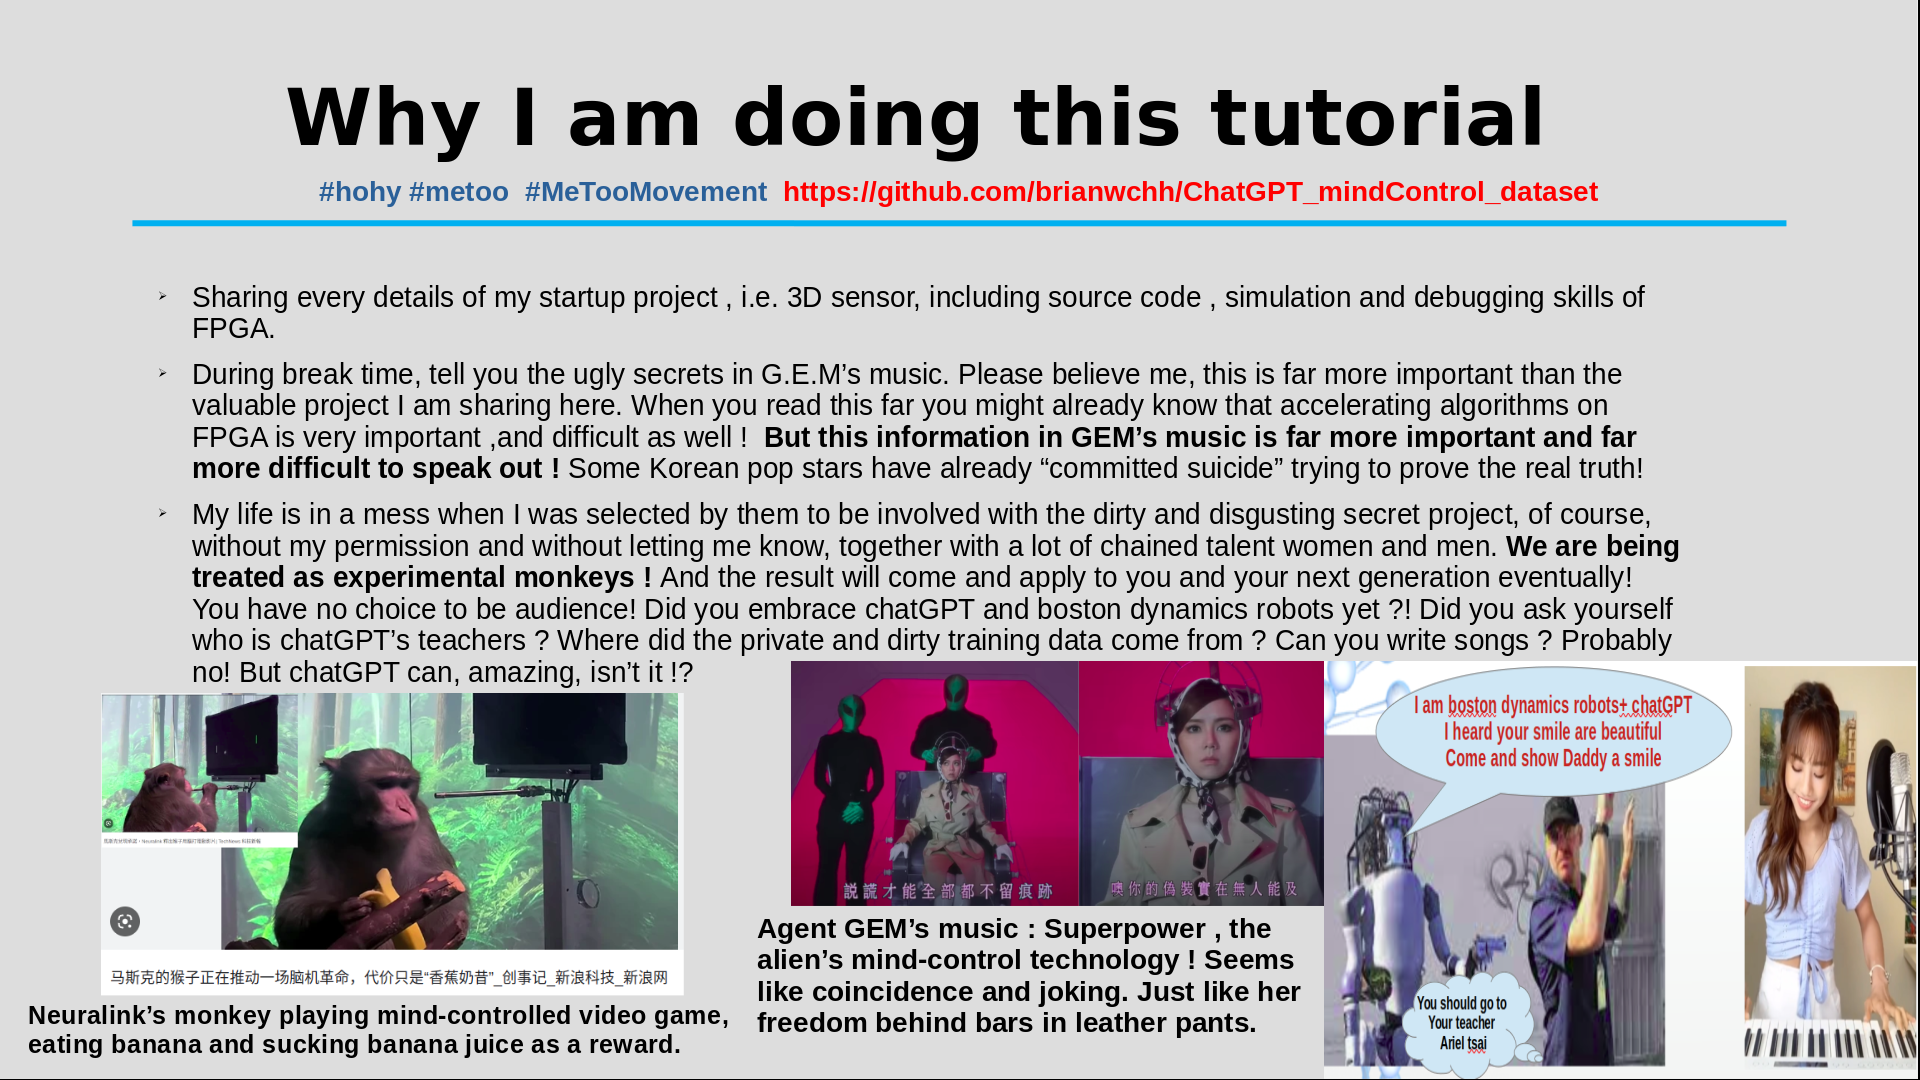 Why I am doing this tutorial
#hohy #metoo  #MeTooMovement  https://github.com/brianwchh/ChatGPT_mindControl_dataset
Sharing every details of my startup project , i.e. 3D sensor, including source code , simulation and debugging skills of
FPGA.
During break time, tell you the ugly secrets in G.E.M’s music. Please believe me, this is far more important than the
valuable project I am sharing here. When you read this far you might already know that accelerating algorithms on
FPGA is very important ,and difficult as well !  But this information in GEM’s music is far more important and far
more difficult to speak out ! Some Korean pop stars have already “committed suicide” trying to prove the real truth!
My life is in a mess when I was selected by them to be involved with the dirty and disgusting secret project, of course,
without my permission and without letting me know, together with a lot of chained talent women and men. We are being
treated as experimental monkeys ! And the result will come and apply to you and your next generation eventually!
You have no choice to be audience! Did you embrace chatGPT and boston dynamics robots yet ?! Did you ask yourself
who is chatGPT’s teachers ? Where did the private and dirty training data come from ? Can you write songs ? Probably
no! But chatGPT can, amazing, isn’t it !?
马斯克的猴子正在推动一场脑机革命，代价只是“香蕉奶昔”_创事记_新浪科技_新浪网
Neuralink’s monkey playing mind-controlled video game,
eating banana and sucking banana juice as a reward.
説謊才能全部都不留痕跡
噢你的偽裝實在無人能及
Agent GEM’s music : Superpower , the
alien’s mind-control technology ! Seems
like coincidence and joking. Just like her
freedom behind bars in leather pants.
I am boston dynamics robots+ chatGPT
I heard your smile are beautiful
Come and show Daddy a smile
You should go to
Your teacher
Ariel tsai